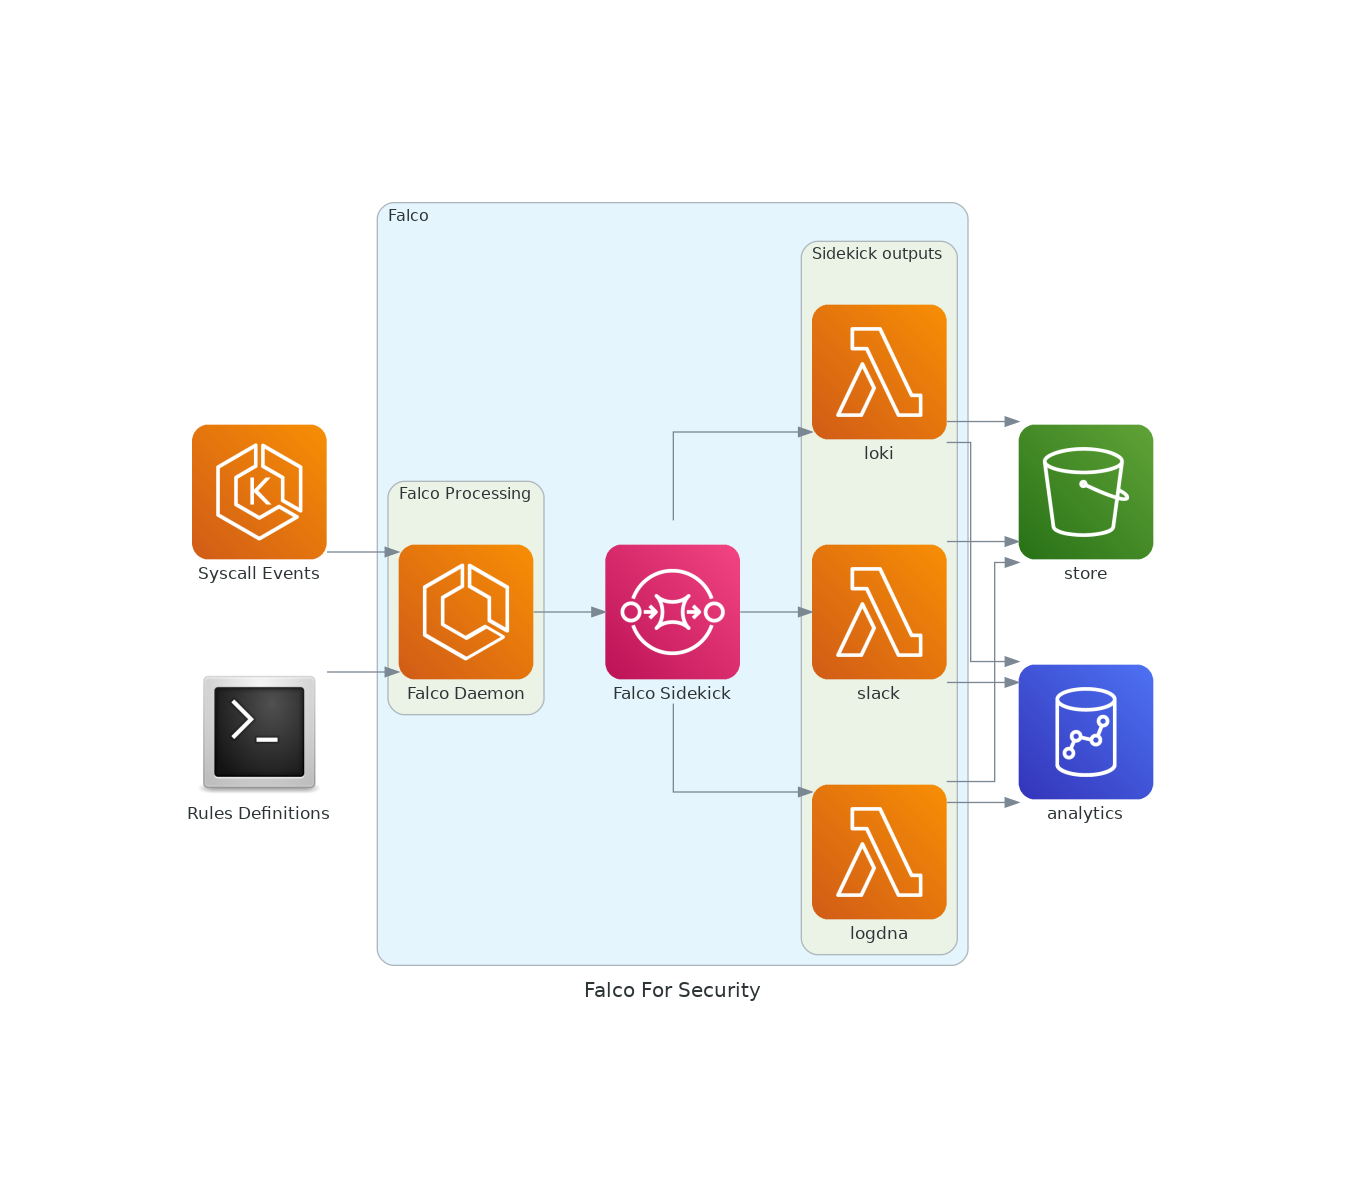 Falco
Sidekick outputs
loki
Falco Processing
Syscall Events
store
Falco Daemon
Falco Sidekick
slack
Rules Definitions
analytics
logdna
Falco For Security